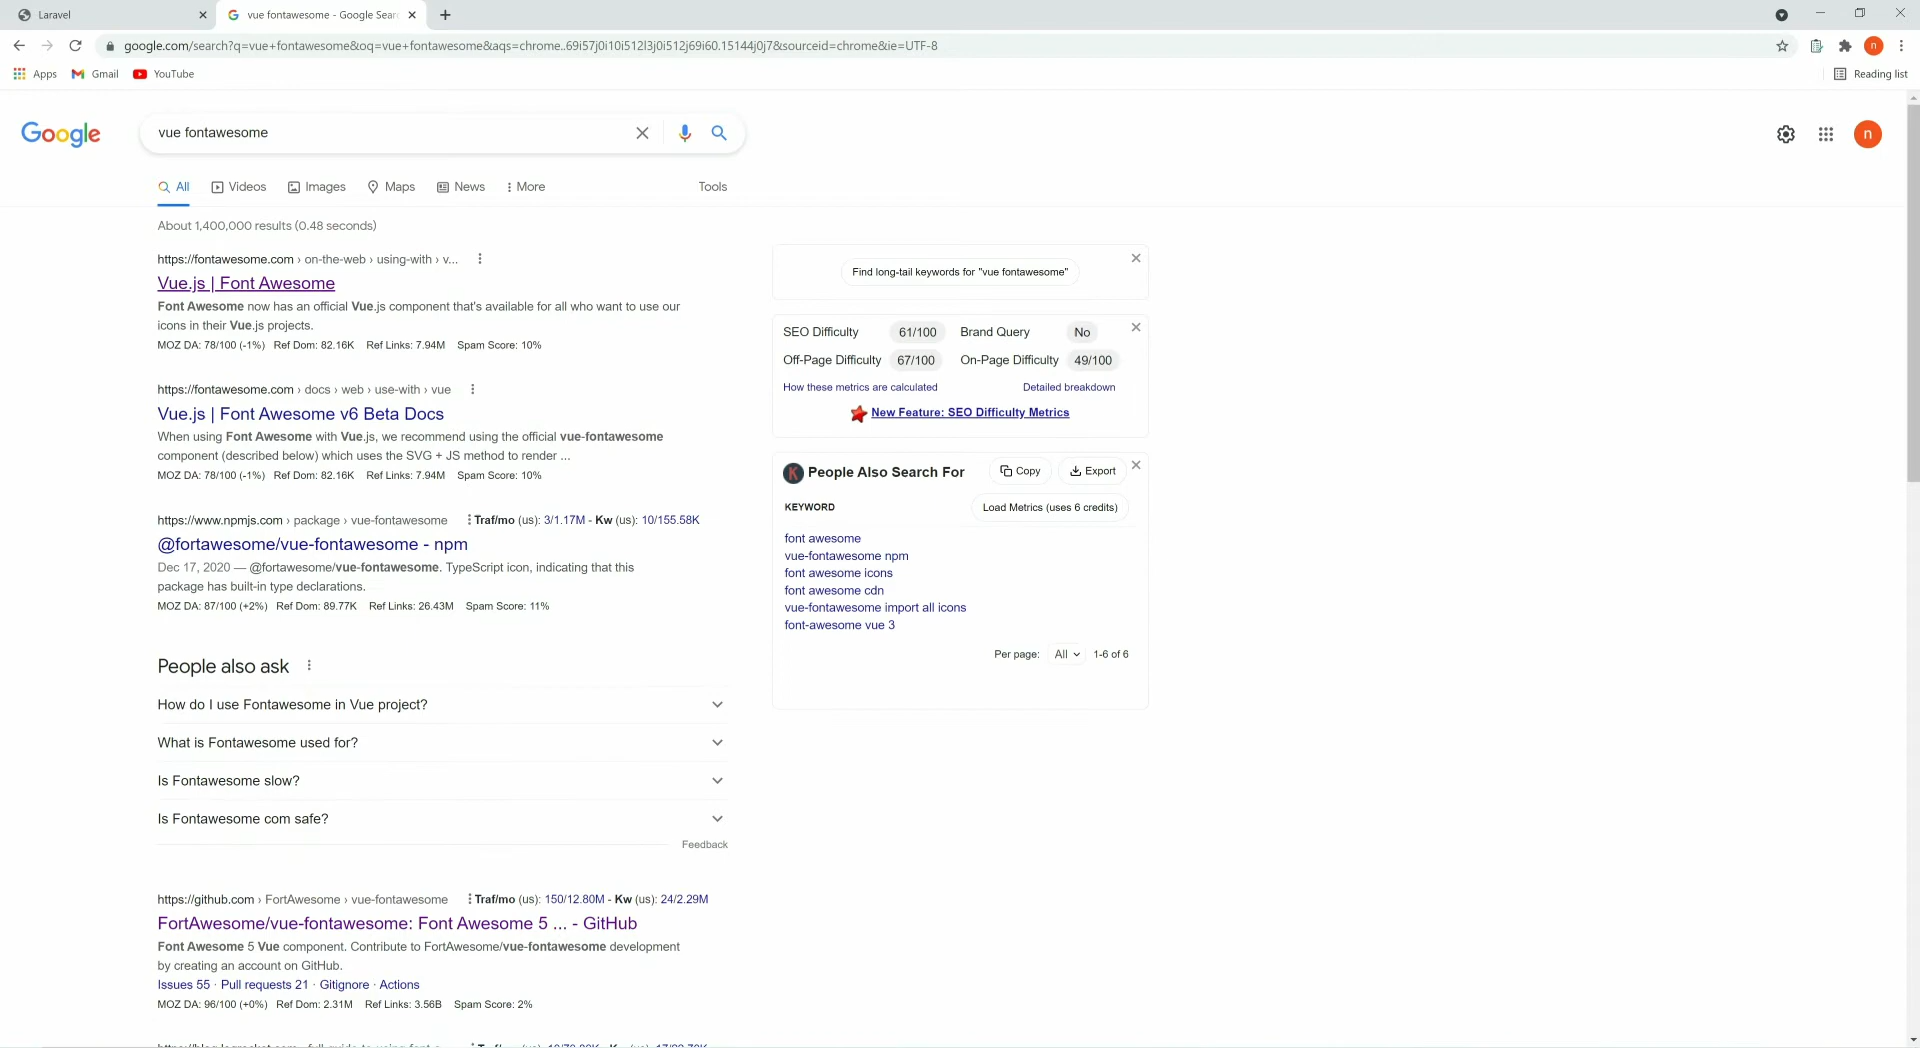 Laravel
vue fontawesome - Google Sear
google.com/search?q=vue+fontawesome&oq=vue+fontawesome&aqs=chrome..69i57j0i10i512l3j0i512j69i60.15144j0j7&sourceid=chrome&ie=UTF-8
n
Apps
Gmail
YouTube
Reading list
Google
vue fontawesome
n
All
Videos
Images
Maps
News
More
Tools
About 1,400,000 results (0.48 seconds)
https://fontawesome.com › on-the-web › using-with › v...
Vue.js | Font Awesome
Font Awesome now has an official Vue.js component that's available for all who want to use our
icons in their Vue.js projects.
MOZ DA: 78/100 (-1%) Ref Dom: 82.16K Ref Links: 7.94M Spam Score: 10%
https://fontawesome.com › docs › web › use-with › vue
Vue.js | Font Awesome v6 Beta Docs
When using Font Awesome with Vue.js, we recommend using the official vue-fontawesome
component (described below) which uses the SVG + JS method to render ...
MOZ DA: 78/100 (-1%) Ref Dom: 82.16K Ref Links: 7.94M Spam Score: 10%
https://www.npmjs.com › package › vue-fontawesome
Traf/mo (us): 3/1.17M - Kw (us): 10/155.58K
@fortawesome/vue-fontawesome - npm
Dec 17, 2020 — @fortawesome/vue-fontawesome. TypeScript icon, indicating that this
package has built-in type declarations.
MOZ DA: 87/100 (+2%) Ref Dom: 89.77K Ref Links: 26.43M Spam Score: 11%
People also ask
How do I use Fontawesome in Vue project?
What is Fontawesome used for?
Is Fontawesome slow?
Is Fontawesome com safe?
Feedback
https://github.com › FortAwesome › vue-fontawesome
Traf/mo (us): 150/12.80M - Kw (us): 24/2.29M
FortAwesome/vue-fontawesome: Font Awesome 5 ... - GitHub
Font Awesome 5 Vue component. Contribute to FortAwesome/vue-fontawesome development
by creating an account on GitHub.
Issues 55 · Pull requests 21 · Gitignore · Actions
MOZ DA: 96/100 (+0%) Ref Dom: 2.31M Ref Links: 3.56B Spam Score: 2%
Find long-tail keywords for "vue fontawesome"
SEO Difficulty 61/100 Brand Query No
Off-Page Difficulty 67/100 On-Page Difficulty 49/100
How these metrics are calculated
Detailed breakdown
New Feature: SEO Difficulty Metrics
K
People Also Search For
Copy
Export
KEYWORD
Load Metrics (uses 6 credits)
font awesome
vue-fontawesome npm
font awesome icons
font awesome cdn
vue-fontawesome import all icons
font-awesome vue 3
Per page: All 1-6 of 6